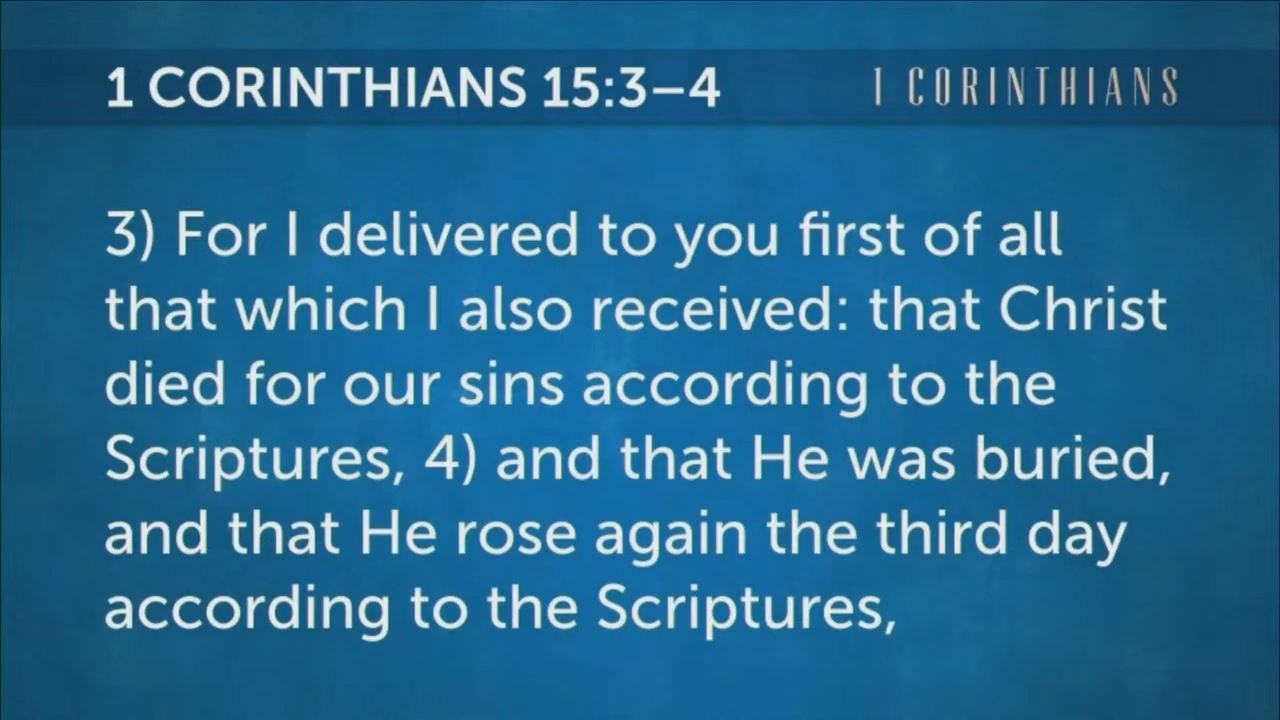 1 CORINTHIANS 15:3–4
1 CORINTHIANS
3) For I delivered to you first of all
that which I also received: that Christ
died for our sins according to the
Scriptures, 4) and that He was buried,
and that He rose again the third day
according to the Scriptures,